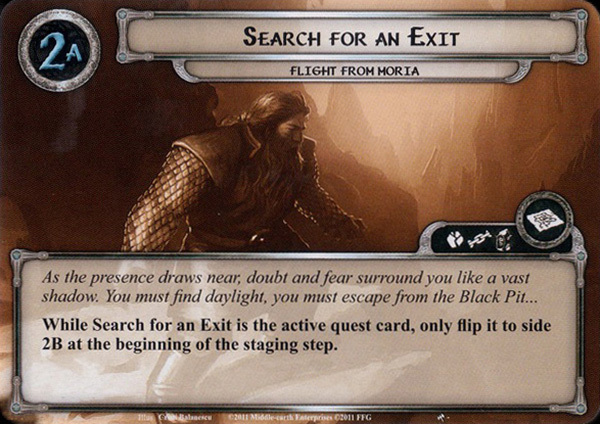 2A
SEARCH FOR AN EXIT
FLIGHT FROM MORIA
As the presence draws near, doubt and fear surround you like a vast
shadow. You must find daylight, you must escape from the Black Pit...
While Search for an Exit is the active quest card, only flip it to side
2B at the beginning of the staging step.
Illus. Balanescu ©2011 Middle-earth Enterprises ©2011 FFG